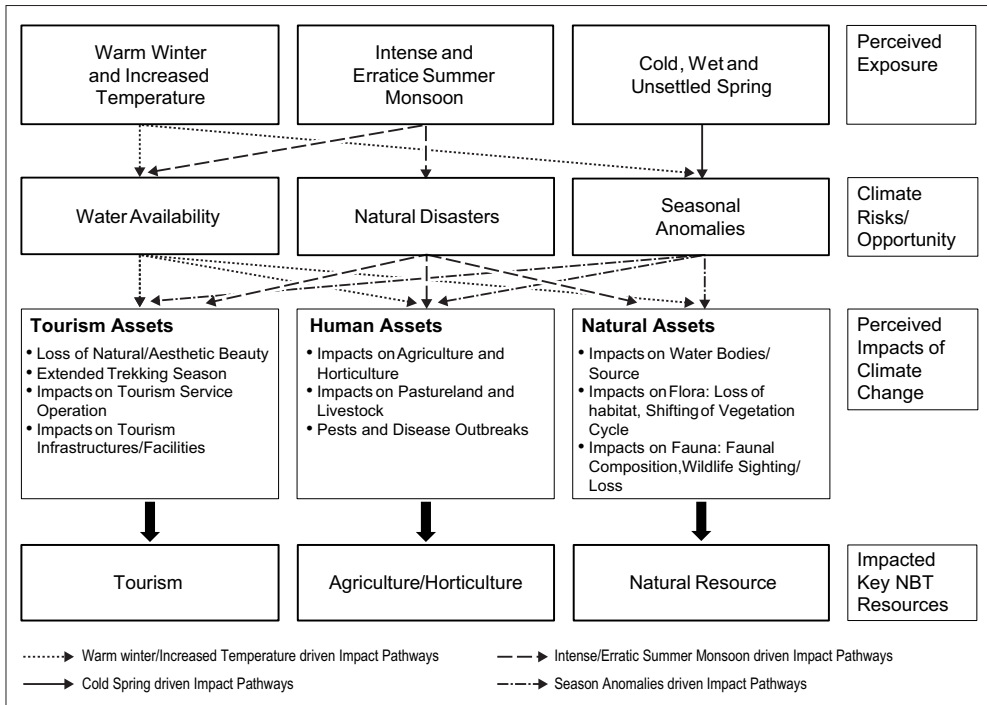 Warm Winter
and Increased
Temperature
Intense and
Erratice Summer
Monsoon
Cold, Wet and
Unsettled Spring
Perceived
Exposure
Water Availability
Natural Disasters
Seasonal
Anomalies
Climate
Risks/
Opportunity
Tourism Assets
• Loss of Natural/Aesthetic Beauty
• Extended Trekking Season
• Impacts on Tourism Service
Operation
• Impacts on Tourism
Infrastructures/Facilities
Human Assets
• Impacts on Agriculture and
Horticulture
• Impacts on Pastureland and
Livestock
• Pests and Disease Outbreaks
Natural Assets
• Impacts on Water Bodies/
Source
• Impacts on Flora: Loss of
habitat, Shifting of Vegetation
Cycle
• Impacts on Fauna: Faunal
Composition,Wildlife Sighting/
Loss
Perceived
Impacts of
Climate
Change
Tourism
Agriculture/Horticulture
Natural Resource
Impacted
Key NBT
Resources
Warm winter/Increased Temperature driven Impact Pathways
Intense/Erratic Summer Monsoon driven Impact Pathways
Cold Spring driven Impact Pathways
Season Anomalies driven Impact Pathways